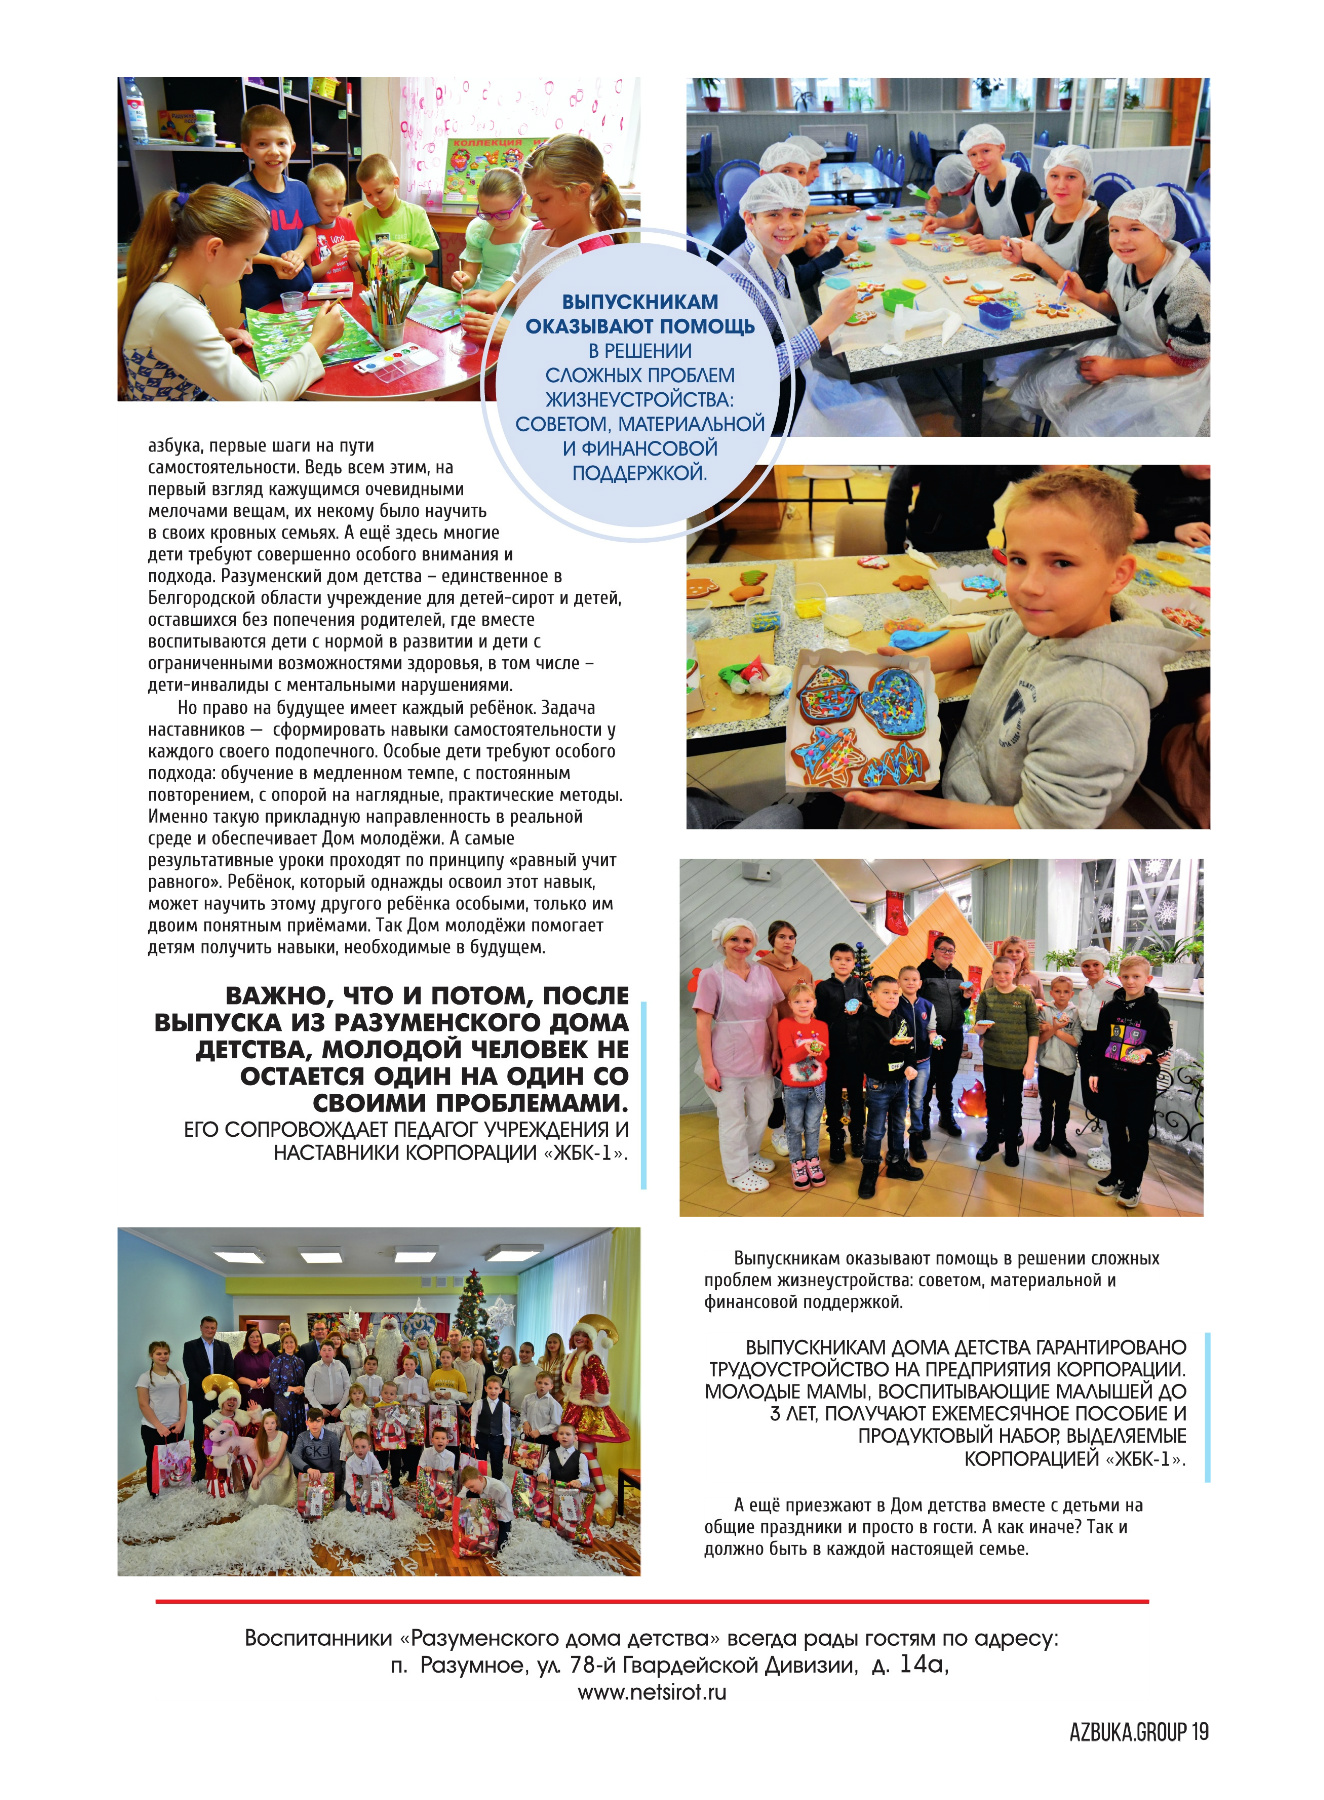 КОЛЛЕКЦИЯ
FILA
ВЫПУСКНИКАМ
ОКАЗЫВАЮТ ПОМОЩЬ
В РЕШЕНИИ
СЛОЖНЫХ ПРОБЛЕМ
ЖИЗНЕУСТРОЙСТВА:
СОВЕТОМ, МАТЕРИАЛЬНОЙ
И ФИНАНСОВОЙ
ПОДДЕРЖКОЙ.
азбука, первые шаги на пути
самостоятельности. Ведь всем этим, на
первый взгляд кажущимся очевидными
мелочами вещам, их некому было научить
в своих кровных семьях. А ещё здесь многие
дети требуют совершенно особого внимания и
подхода. Разуменский дом детства – единственное в
Белгородской области учреждение для детей-сирот и детей,
оставшихся без попечения родителей, где вместе
воспитываются дети с нормой в развитии и дети с
ограниченными возможностями здоровья, в том числе –
дети-инвалиды с ментальными нарушениями.
Но право на будущее имеет каждый ребёнок. Задача
наставников — сформировать навыки самостоятельности у
каждого своего подопечного. Особые дети требуют особого
подхода: обучение в медленном темпе, с постоянным
повторением, с опорой на наглядные, практические методы.
Именно такую прикладную направленность в реальной
среде и обеспечивает Дом молодёжи. А самые
результативные уроки проходят по принципу «равный учит
равного». Ребёнок, который однажды освоил этот навык,
может научить этому другого ребёнка особыми, только им
двоим понятным приёмами. Так Дом молодёжи помогает
детям получить навыки, необходимые в будущем.
ВАЖНО, ЧТО И ПОТОМ, ПОСЛЕ
ВЫПУСКА ИЗ РАЗУМЕНСКОГО ДОМА
ДЕТСТВА, МОЛОДОЙ ЧЕЛОВЕК НЕ
ОСТАЕТСЯ ОДИН НА ОДИН СО
СВОИМИ ПРОБЛЕМАМИ.
ЕГО СОПРОВОЖДАЕТ ПЕДАГОГ УЧРЕЖДЕНИЯ И
НАСТАВНИКИ КОРПОРАЦИИ «ЖБК-1».
CKJ
Выпускникам оказывают помощь в решении сложных
проблем жизнеустройства: советом, материальной и
финансовой поддержкой.
ВЫПУСКНИКАМ ДОМА ДЕТСТВА ГАРАНТИРОВАНО
ТРУДОУСТРОЙСТВО НА ПРЕДПРИЯТИЯ КОРПОРАЦИИ.
МОЛОДЫЕ МАМЫ, ВОСПИТЫВАЮЩИЕ МАЛЫШЕЙ ДО
3 ЛЕТ, ПОЛУЧАЮТ ЕЖЕМЕСЯЧНОЕ ПОСОБИЕ И
ПРОДУКТОВЫЙ НАБОР, ВЫДЕЛЯЕМЫЕ
КОРПОРАЦИЕЙ «ЖБК-1».
А ещё приезжают в Дом детства вместе с детьми на
общие праздники и просто в гости. А как иначе? Так и
должно быть в каждой настоящей семье.
Воспитанники «Разуменского дома детства» всегда рады гостям по адресу:
п. Разумное, ул. 78-й Гвардейской Дивизии, д. 14а,
www.netsirot.ru
AZBUKA.GROUP 19